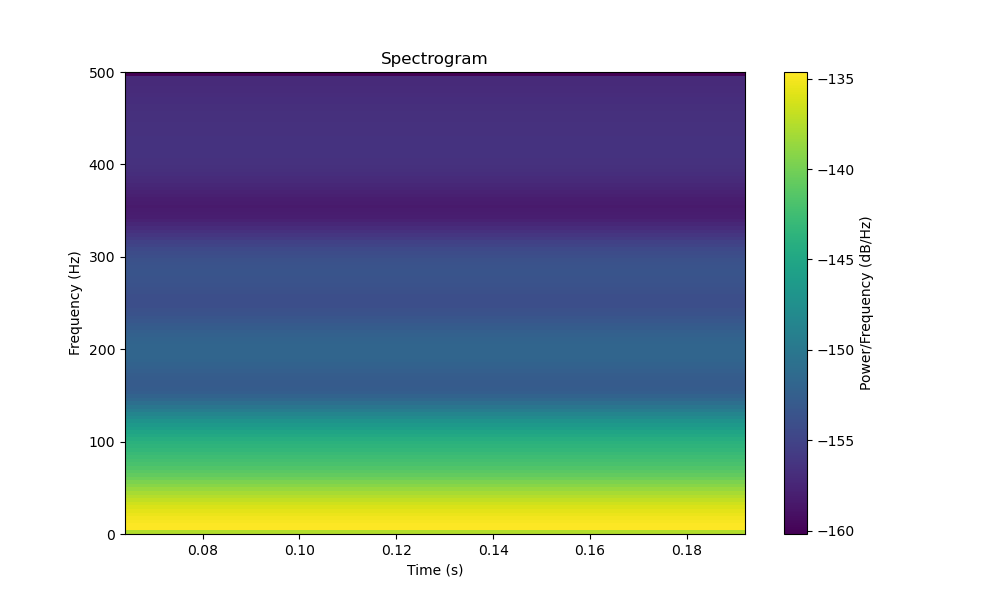 Spectrogram
500
400
300
200
100
0
Frequency (Hz)
0.08 0.10 0.12 0.14 0.16 0.18
Time (s)
−135
−140
−145
−150
−155
−160
Power/Frequency (dB/Hz)